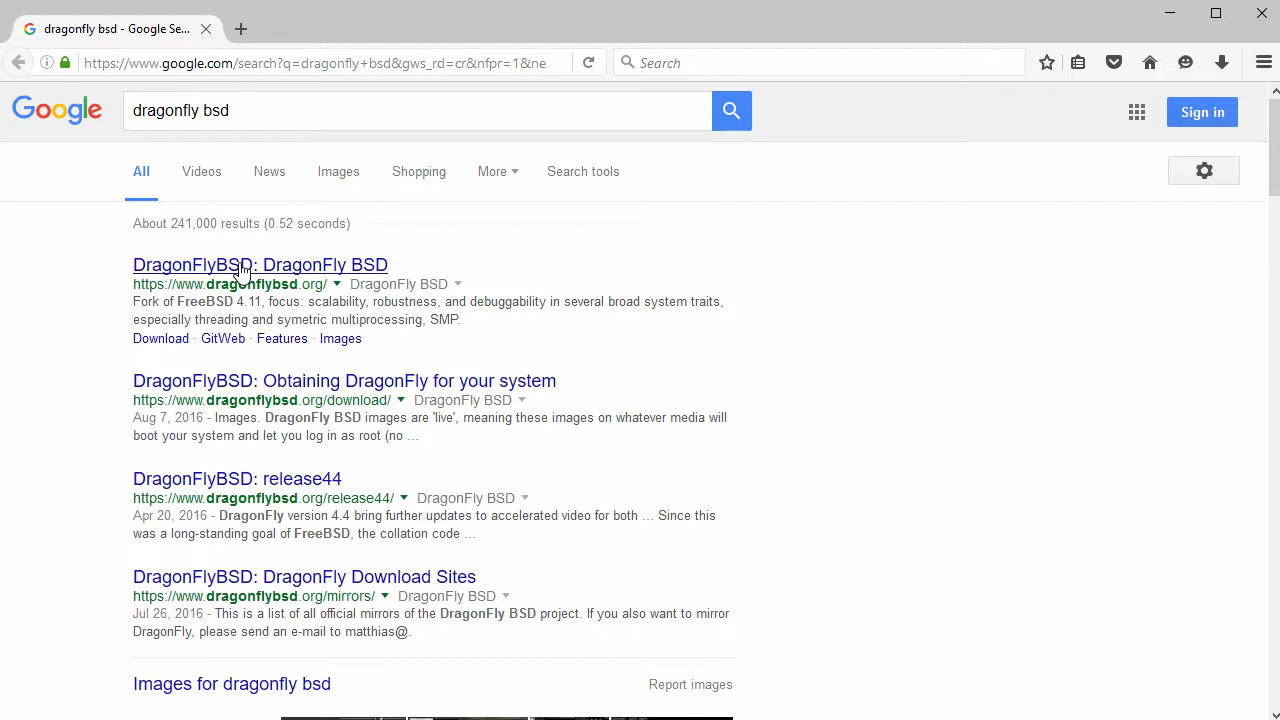 dragonfly bsd - Google Se...
https://www.google.com/search?q=dragonfly+bsd&gws_rd=cr&nfpr=1&ne
Search
Google
dragonfly bsd
Sign in
All Videos News Images Shopping More Search tools
About 241,000 results (0.52 seconds)
DragonFlyBSD: DragonFly BSD
https://www.dragonflybsd.org/ DragonFly BSD
Fork of FreeBSD 4.11, focus: scalability, robustness, and debuggability in several broad system traits,
especially threading and symetric multiprocessing, SMP.
Download · GitWeb · Features · Images
DragonFlyBSD: Obtaining DragonFly for your system
https://www.dragonflybsd.org/download/ DragonFly BSD
Aug 7, 2016 - Images. DragonFly BSD images are 'live', meaning these images on whatever media will
boot your system and let you log in as root (no ...
DragonFlyBSD: release44
https://www.dragonflybsd.org/release44/ DragonFly BSD
Apr 20, 2016 - DragonFly version 4.4 bring further updates to accelerated video for both ... Since this
was a long-standing goal of FreeBSD, the collation code ...
DragonFlyBSD: DragonFly Download Sites
https://www.dragonflybsd.org/mirrors/ DragonFly BSD
Jul 26, 2016 - This is a list of all official mirrors of the DragonFly BSD project. If you also want to mirror
DragonFly, please send an e-mail to matthias@.
Images for dragonfly bsd
Report images